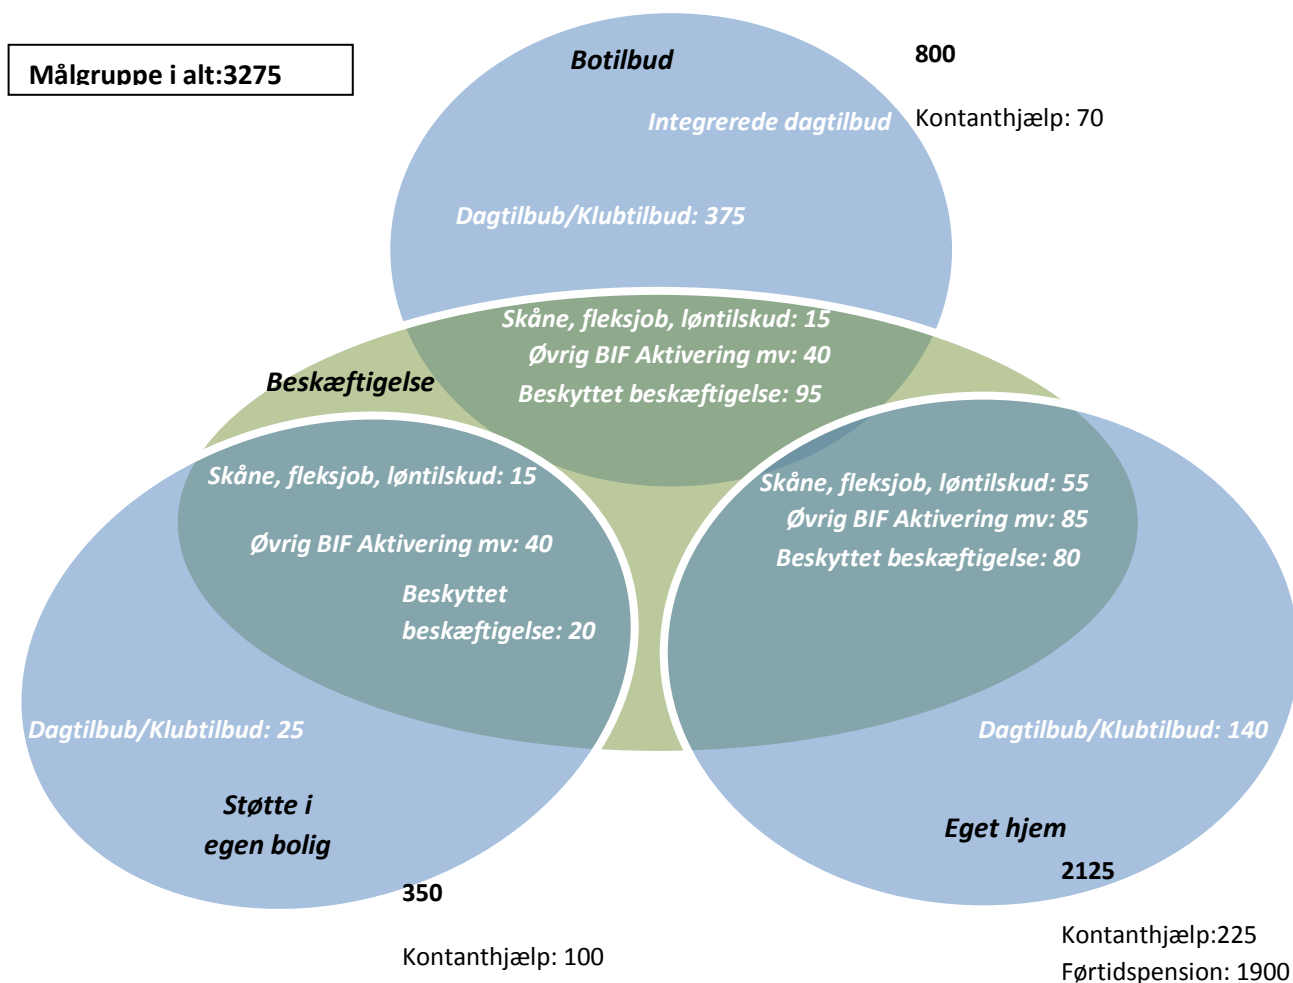 Målgruppe i alt:3275
Botilbud
800
Integrerede dagtilbud
Kontanthjælp: 70
Dagtilbub/Klubtilbud: 375
Skåne, fleksjob, løntilskud: 15
Øvrig BIF Aktivering mv: 40
Beskyttet beskæftigelse: 95
Beskæftigelse
Skåne, fleksjob, løntilskud: 15
Øvrig BIF Aktivering mv: 40
Beskyttet
beskæftigelse: 20
Skåne, fleksjob, løntilskud: 55
Øvrig BIF Aktivering mv: 85
Beskyttet beskæftigelse: 80
Dagtilbub/Klubtilbud: 25
Støtte i
egen bolig
350
Kontanthjælp: 100
Dagtilbub/Klubtilbud: 140
Eget hjem
2125
Kontanthjælp:225
Førtidspension: 1900